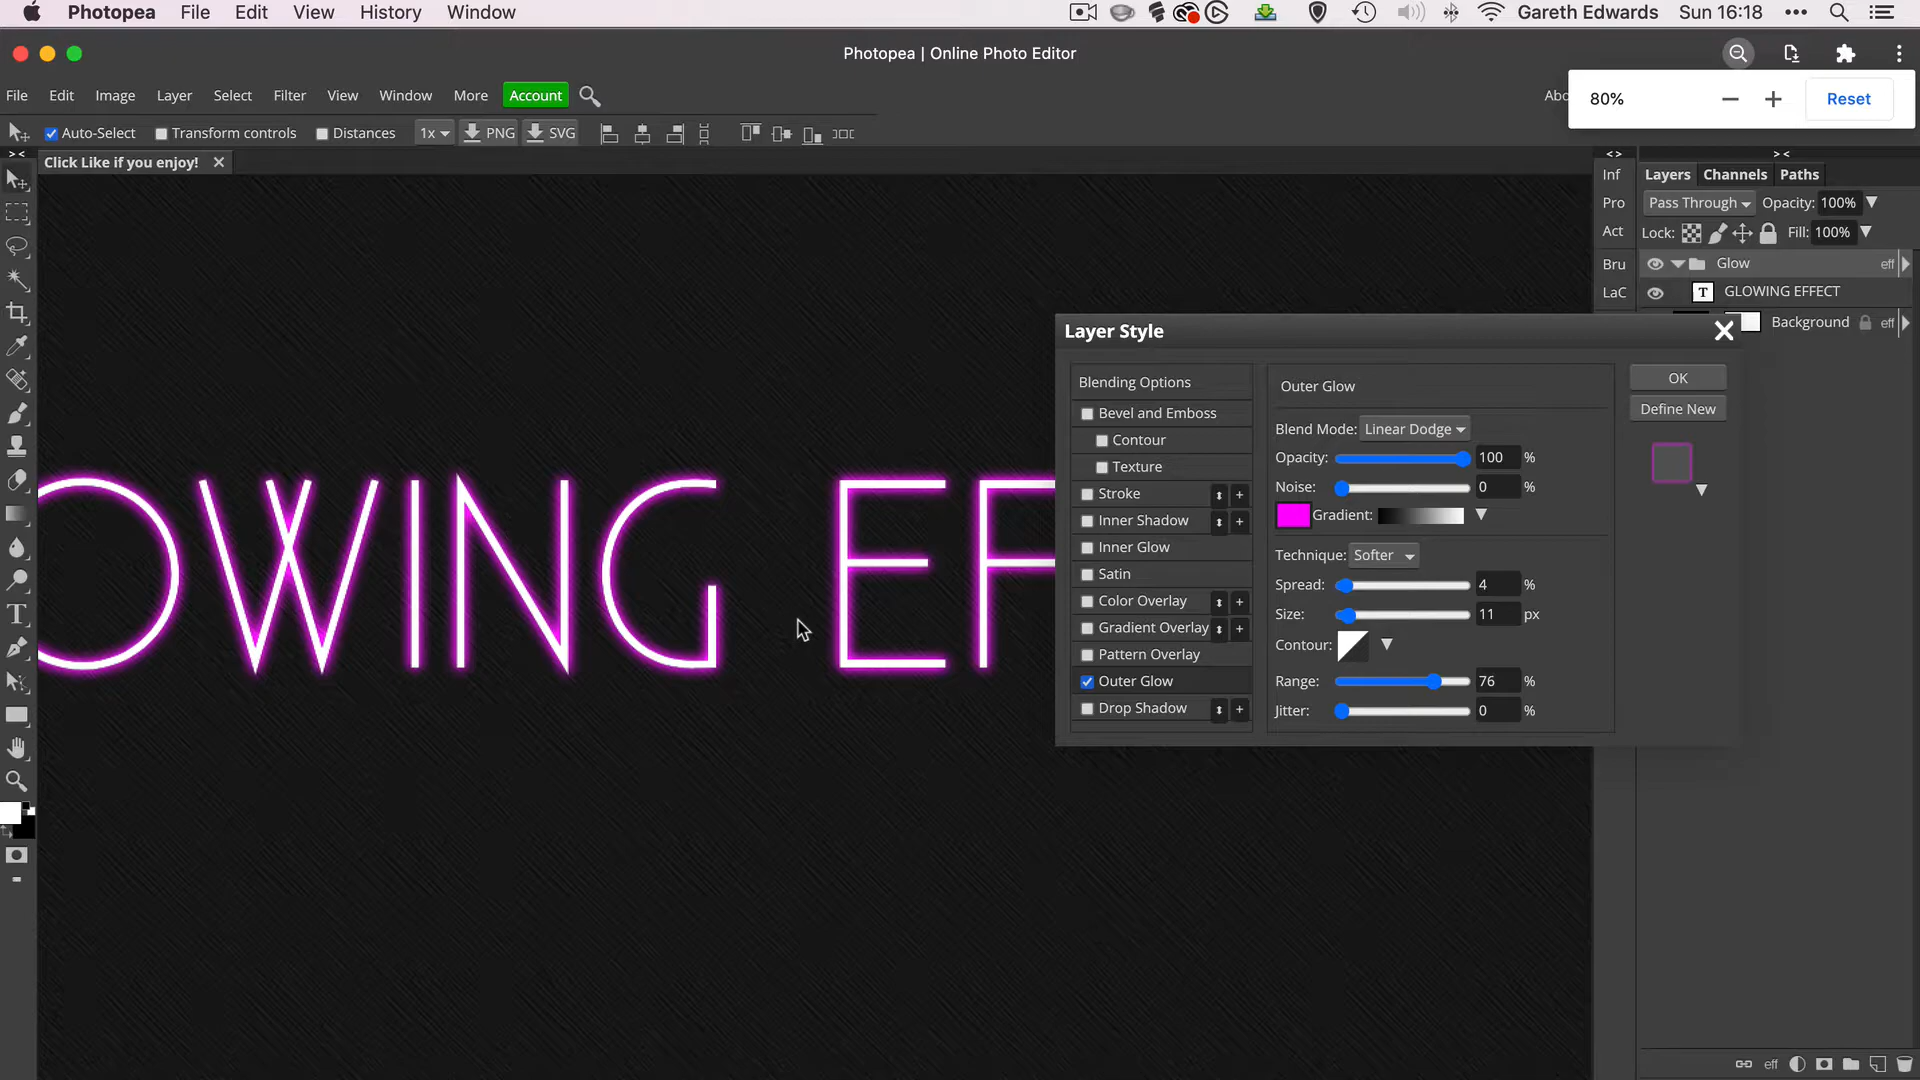 Photopea File Edit View History Window
Gareth Edwards Sun 16:18
Photopea | Online Photo Editor
File Edit Image Layer Select Filter View Window More Account
Abo
80% Reset
Auto-Select Transform controls Distances 1x PNG SVG
Click Like if you enjoy!
Inf
Pro
Act
Bru
LaC
Layers Channels Paths
Pass Through Opacity: 100%
Lock: Fill: 100%
Glow eff
T GLOWING EFFECT
Background eff
OWING EF
Layer Style
Blending Options
Bevel and Emboss
Contour
Texture
Stroke
Inner Shadow
Inner Glow
Satin
Color Overlay
Gradient Overlay
Pattern Overlay
Outer Glow
Drop Shadow
Outer Glow
Blend Mode: Linear Dodge
Opacity: 100 %
Noise: 0 %
Gradient:
Technique: Softer
Spread: 4 %
Size: 11 px
Contour:
Range: 76 %
Jitter: 0 %
OK
Define New
eff